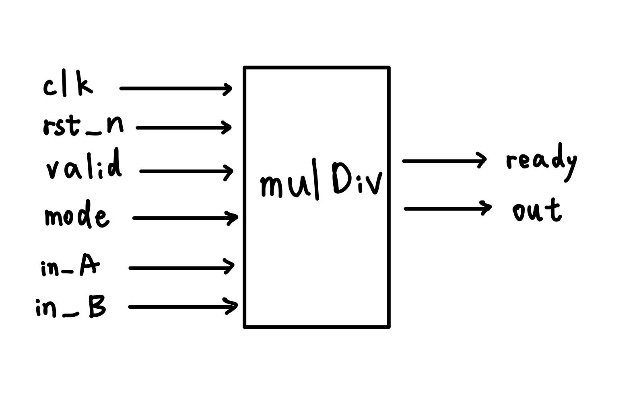 clk
rst_n
valid
mode
in_A
in_B
mulDiv
ready
out